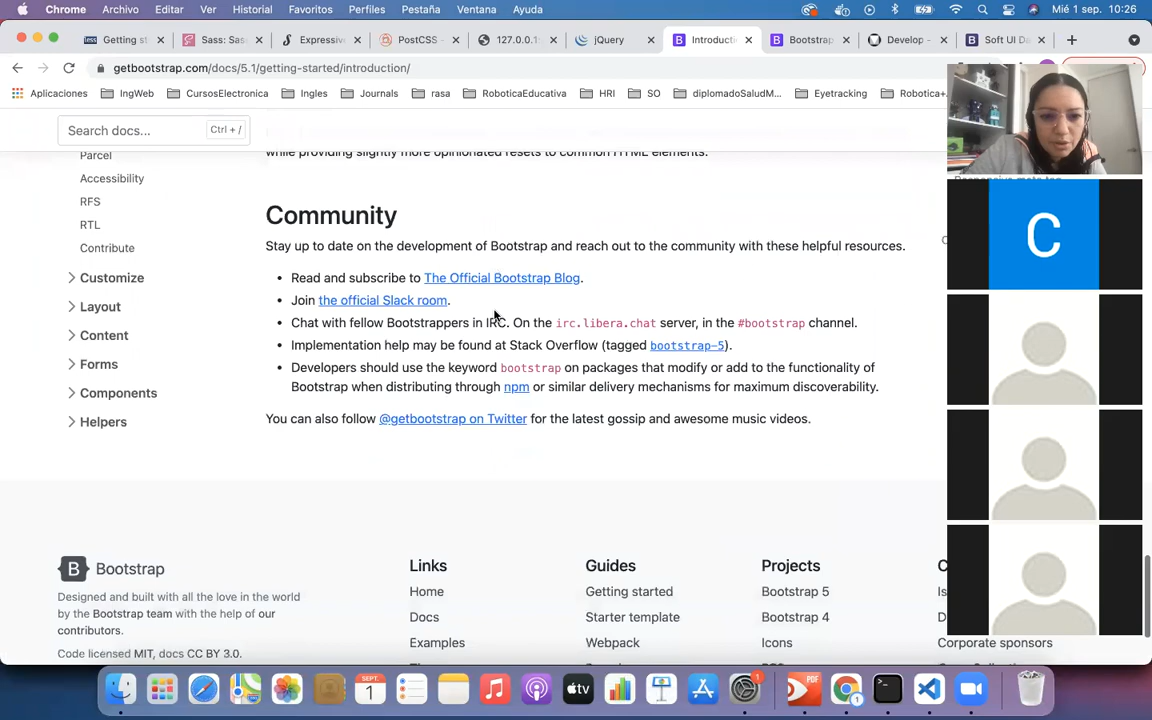 Chrome Archivo Editar Ver Historial Favoritos Perfiles Pestaña Ventana Ayuda Mié 1 sep. 10:26
Getting st Sass: Sas Expressive PostCSS - 127.0.0.1: jQuery Introducti Bootstrap Develop - Soft UI Da
getbootstrap.com/docs/5.1/getting-started/introduction/
Aplicaciones IngWeb CursosElectronica Ingles Journals rasa RoboticaEducativa HRI SO diplomadoSaludM... Eyetracking Robotica+
Search docs... Ctrl + /
while providing slightly more opinionated resets to common HTML elements.
Parcel
Accessibility
RFS
RTL
Contribute
Customize
Layout
Content
Forms
Components
Helpers
Community
Stay up to date on the development of Bootstrap and reach out to the community with these helpful resources.
• Read and subscribe to The Official Bootstrap Blog.
• Join the official Slack room.
• Chat with fellow Bootstrappers in IRC. On the irc.libera.chat server, in the #bootstrap channel.
• Implementation help may be found at Stack Overflow (tagged bootstrap-5).
• Developers should use the keyword bootstrap on packages that modify or add to the functionality of
Bootstrap when distributing through npm or similar delivery mechanisms for maximum discoverability.
You can also follow @getbootstrap on Twitter for the latest gossip and awesome music videos.
C
Bootstrap
Designed and built with all the love in the world
by the Bootstrap team with the help of our
contributors.
Code licensed MIT, docs CC BY 3.0.
Links
Home
Docs
Examples
Guides
Getting started
Starter template
Webpack
Projects
Bootstrap 5
Bootstrap 4
Icons
Corporate sponsors
SEPT.
1
1
PDF
1
tv